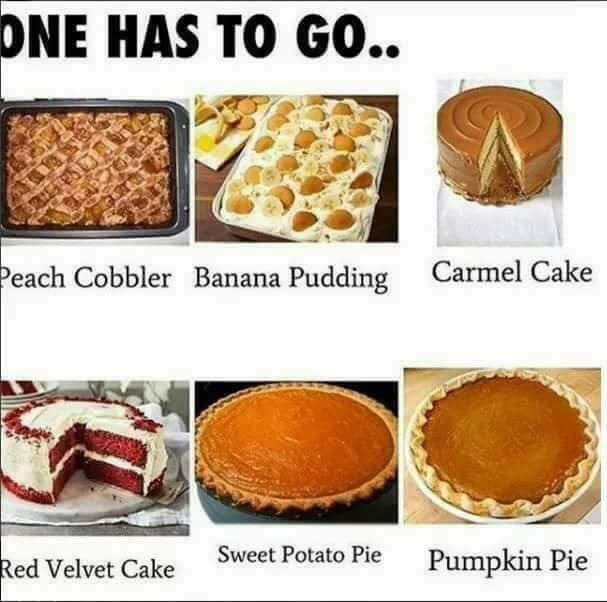 ONE HAS TO GO..
Peach Cobbler
Banana Pudding
Carmel Cake
Red Velvet Cake
Sweet Potato Pie
Pumpkin Pie